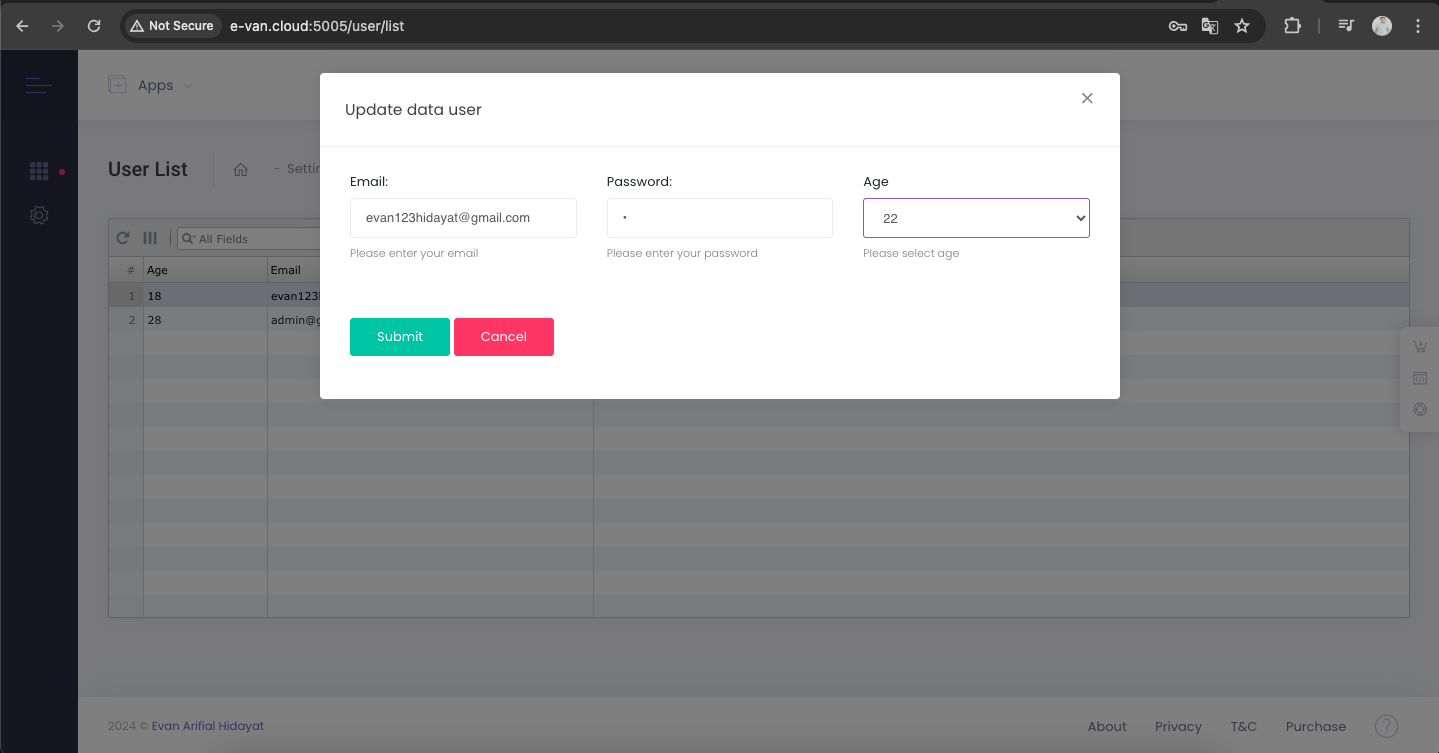 Not Secure e-van.cloud:5005/user/list
Apps
Update data user
User List - Settin
Email: Password: Age
evan123hidayat@gmail.com • 22
Please enter your email Please enter your password Please select age
All Fields
# Age Email
1 18 evan123h
2 28 admin@g
Submit Cancel
2024 © Evan Arifial Hidayat About Privacy T&C Purchase ?